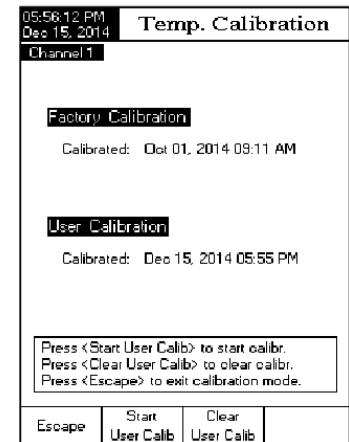 05:56:12 PM
Dec 15, 2014
Temp. Calibration
Channel 1
Factory Calibration
Calibrated: Oct 01, 2014 09:11 AM
User Calibration
Calibrated: Dec 15, 2014 05:55 PM
Press <Start User Calib> to start calibr.
Press <Clear User Calib> to clear calibr.
Press <Escape> to exit calibration mode.
Escape
Start
User Calib
Clear
User Calib